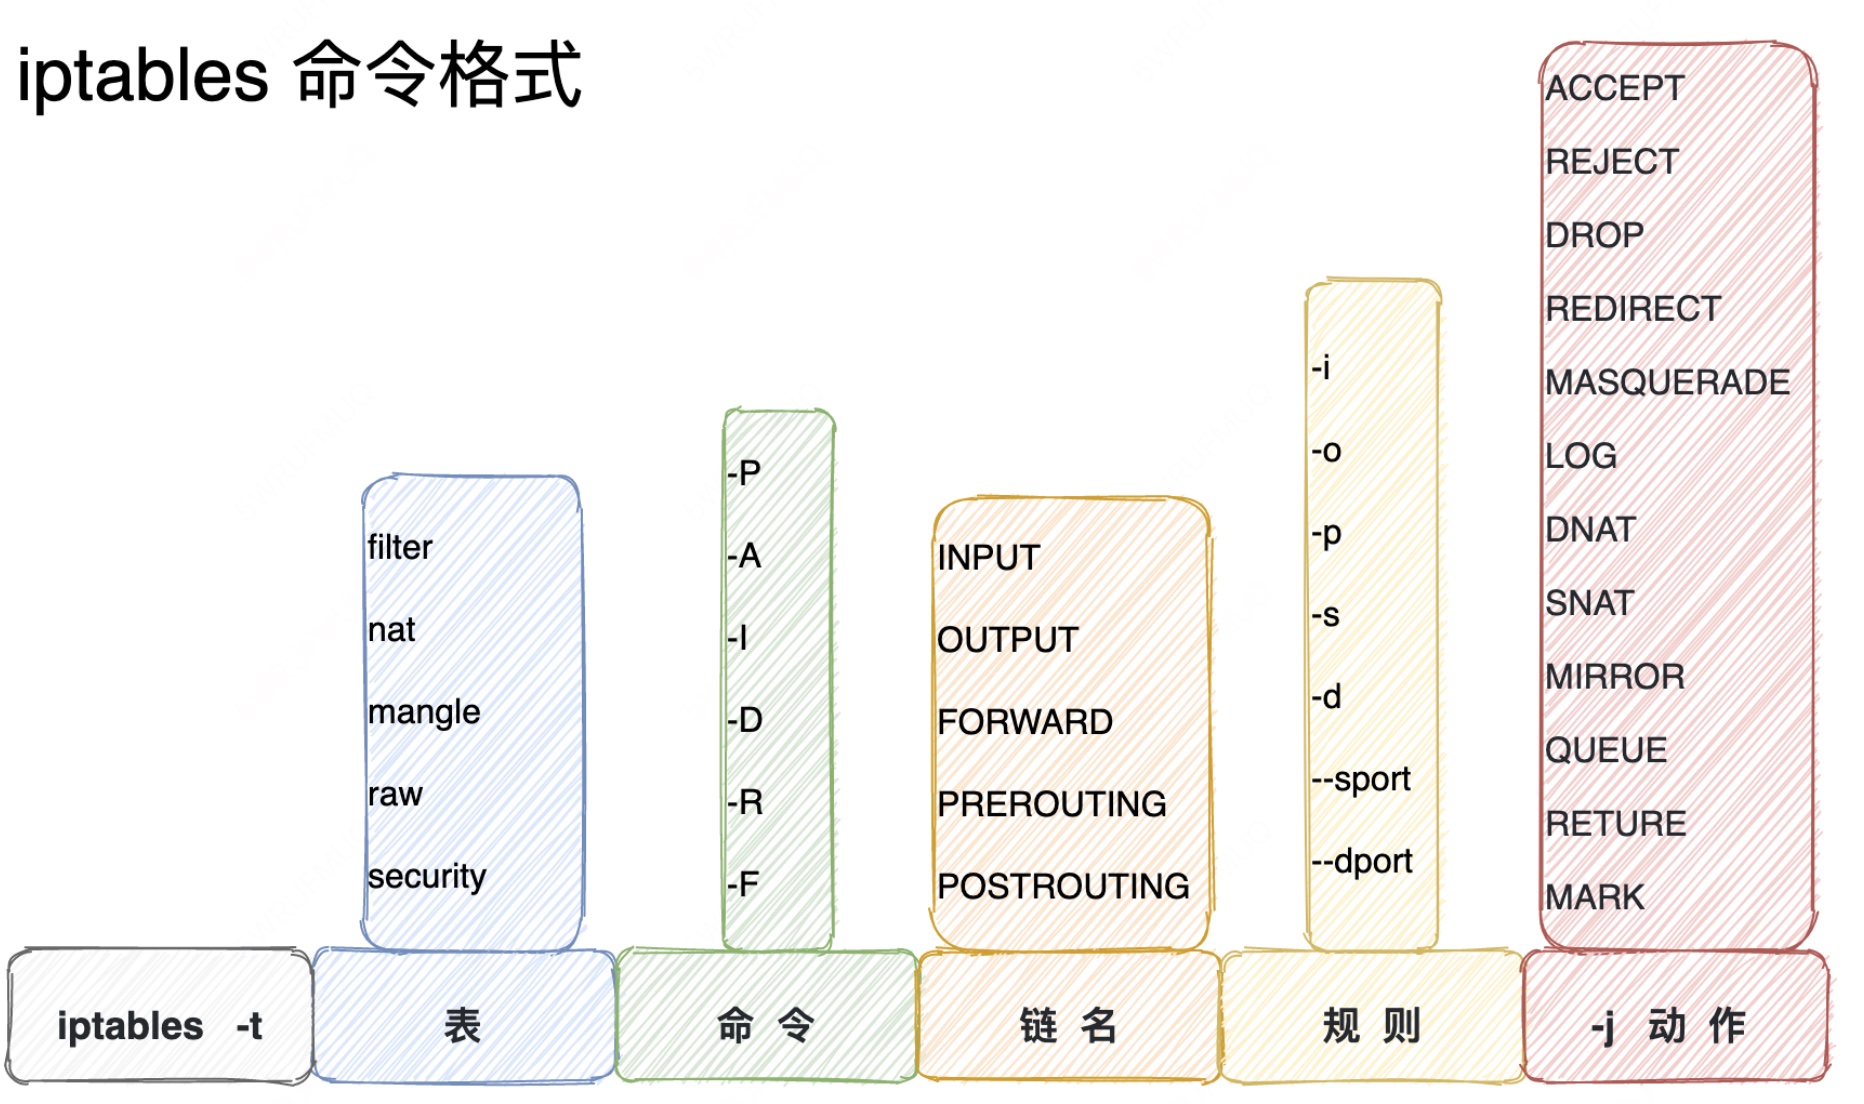 iptables 命令格式
filter
nat
mangle
raw
security
-P
-A
-I
-D
-R
-F
INPUT
OUTPUT
FORWARD
PREROUTING
POSTROUTING
-i
-o
-p
-s
-d
--sport
--dport
ACCEPT
REJECT
DROP
REDIRECT
MASQUERADE
LOG
DNAT
SNAT
MIRROR
QUEUE
RETURE
MARK
iptables -t 表 命令 链名 规则 -j 动作